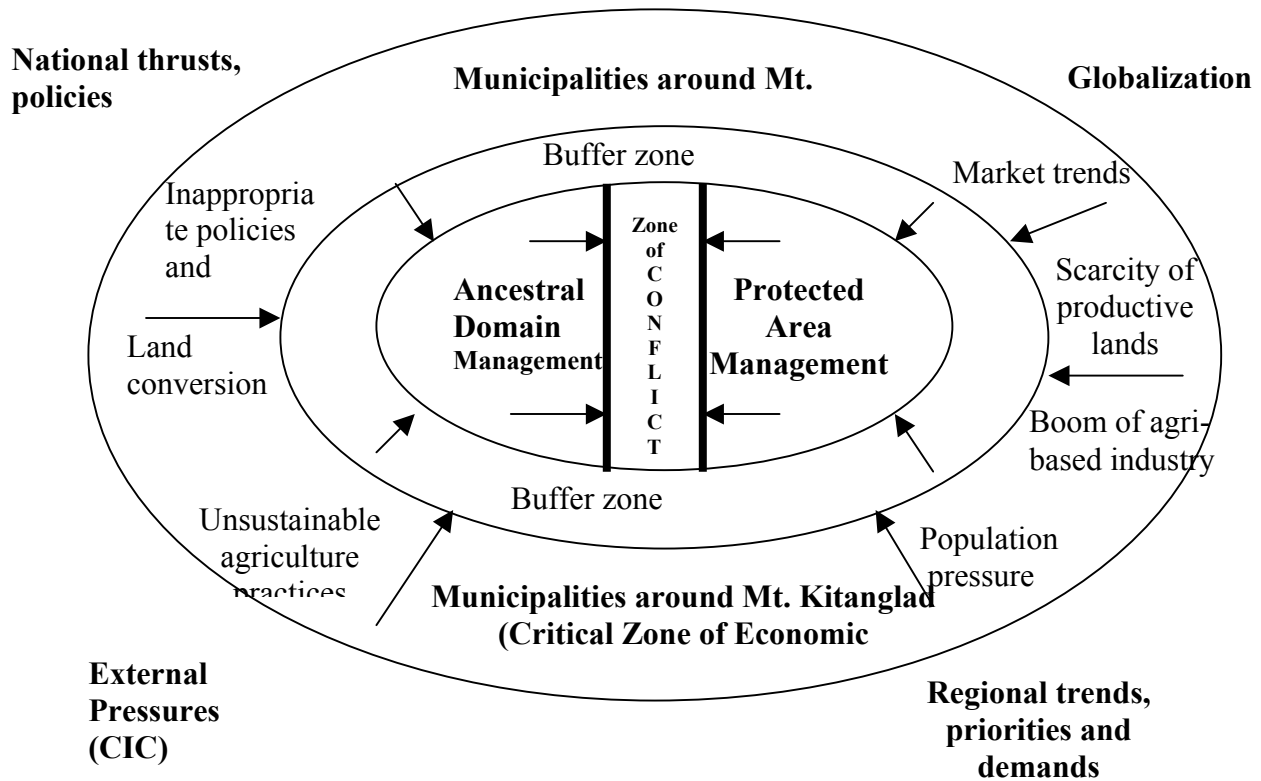 National thrusts,
policies
Municipalities around Mt.
Globalization
Buffer zone
Market trends
Inappropria
te policies
and
Zone
of
C
O
N
F
L
I
C
T
Ancestral
Domain
Management
Protected
Area
Management
Scarcity of
productive
lands
Land
conversion
Boom of agri-
based industry
Buffer zone
Unsustainable
agriculture
practices
Population
pressure
Municipalities around Mt. Kitanglad
(Critical Zone of Economic
External
Pressures
(CIC)
Regional trends,
priorities and
demands